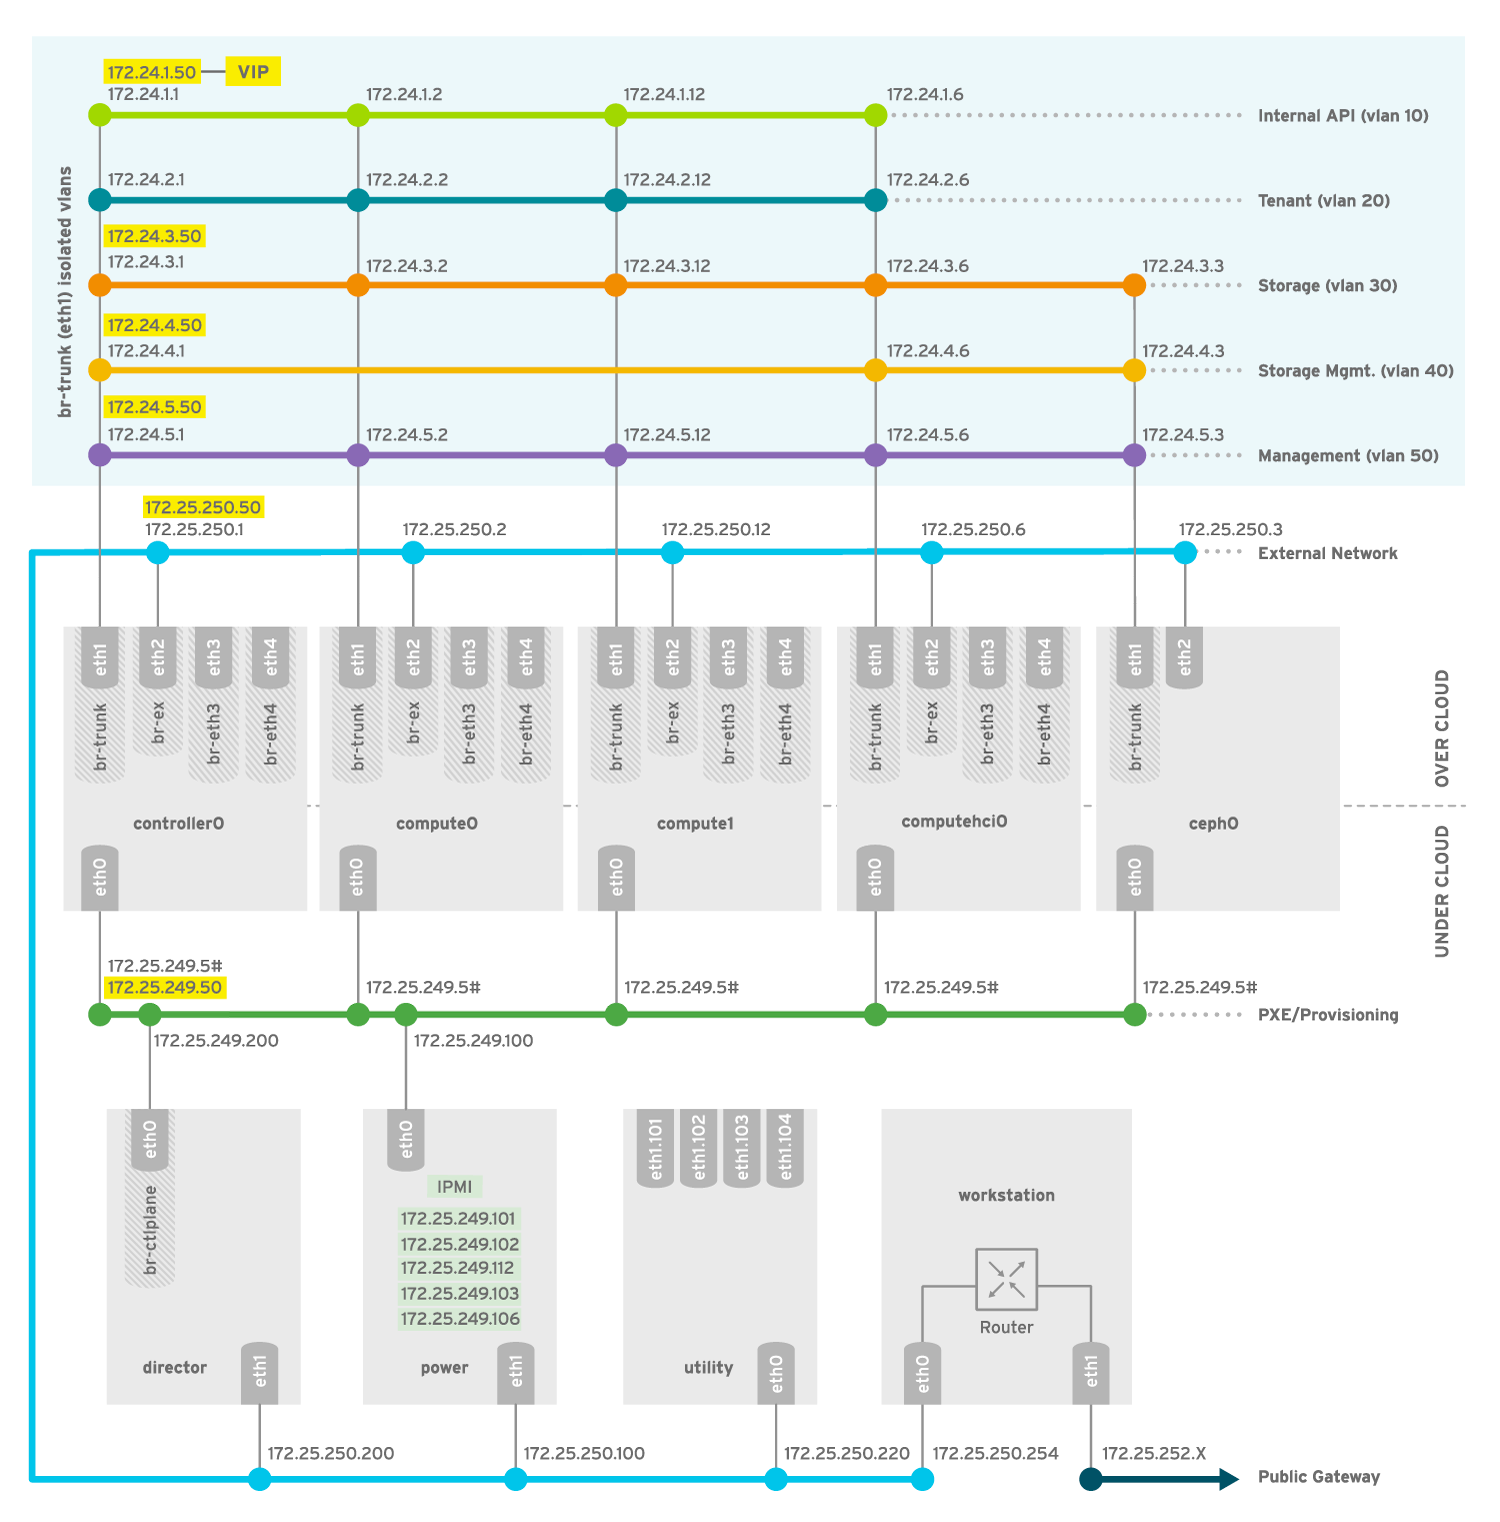 172.24.1.50 VIP
172.24.1.1 172.24.1.2 172.24.1.12 172.24.1.6
Internal API (vlan 10)
172.24.2.1 172.24.2.2 172.24.2.12 172.24.2.6
Tenant (vlan 20)
br-trunk (eth1) isolated vlans
172.24.3.50
172.24.3.1 172.24.3.2 172.24.3.12 172.24.3.6 172.24.3.3
Storage (vlan 30)
172.24.4.50
172.24.4.1 172.24.4.6 172.24.4.3
Storage Mgmt. (vlan 40)
172.24.5.50
172.24.5.1 172.24.5.2 172.24.5.12 172.24.5.6 172.24.5.3
Management (vlan 50)
172.25.250.50
172.25.250.1 172.25.250.2 172.25.250.12 172.25.250.6 172.25.250.3
External Network
eth1 eth2 eth3 eth4 eth1 eth2 eth3 eth4 eth1 eth2 eth3 eth4 eth1 eth2 eth3 eth4 eth1 eth2
br-trunk br-ex br-eth3 br-eth4 br-trunk br-ex br-eth3 br-eth4 br-trunk br-ex br-eth3 br-eth4 br-trunk br-ex br-eth3 br-eth4 br-trunk
OVER CLOUD
controller0 compute0 compute1 computehci0 ceph0
UNDER CLOUD
eth0 eth0 eth0 eth0 eth0
172.25.249.5#
172.25.249.50 172.25.249.5# 172.25.249.5# 172.25.249.5# 172.25.249.5#
PXE/Provisioning
172.25.249.200 172.25.249.100
eth0 eth0 eth1.101 eth1.102 eth1.103 eth1.104
br-ctlplane
IPMI
172.25.249.101
172.25.249.102
172.25.249.112
172.25.249.103
172.25.249.106
workstation
Router
director eth1 power eth1 utility eth0 eth0 eth1
172.25.250.200 172.25.250.100 172.25.250.220 172.25.250.254 172.25.252.X
Public Gateway